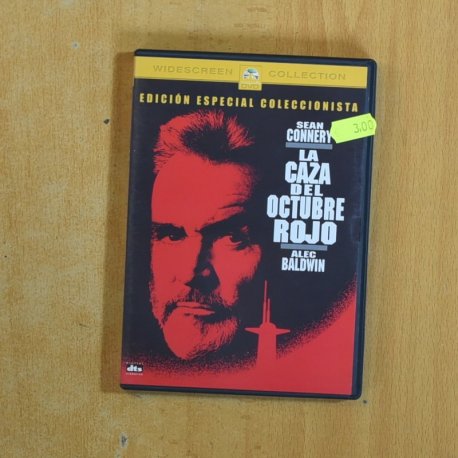 WIDESCREEN COLLECTION
DVD
EDICIÓN ESPECIAL COLECCIONISTA
SEAN
CONNERY
3,00
LA
CAZA
DEL
OCTUBRE
ROJO
ALEC
BALDWIN
dts